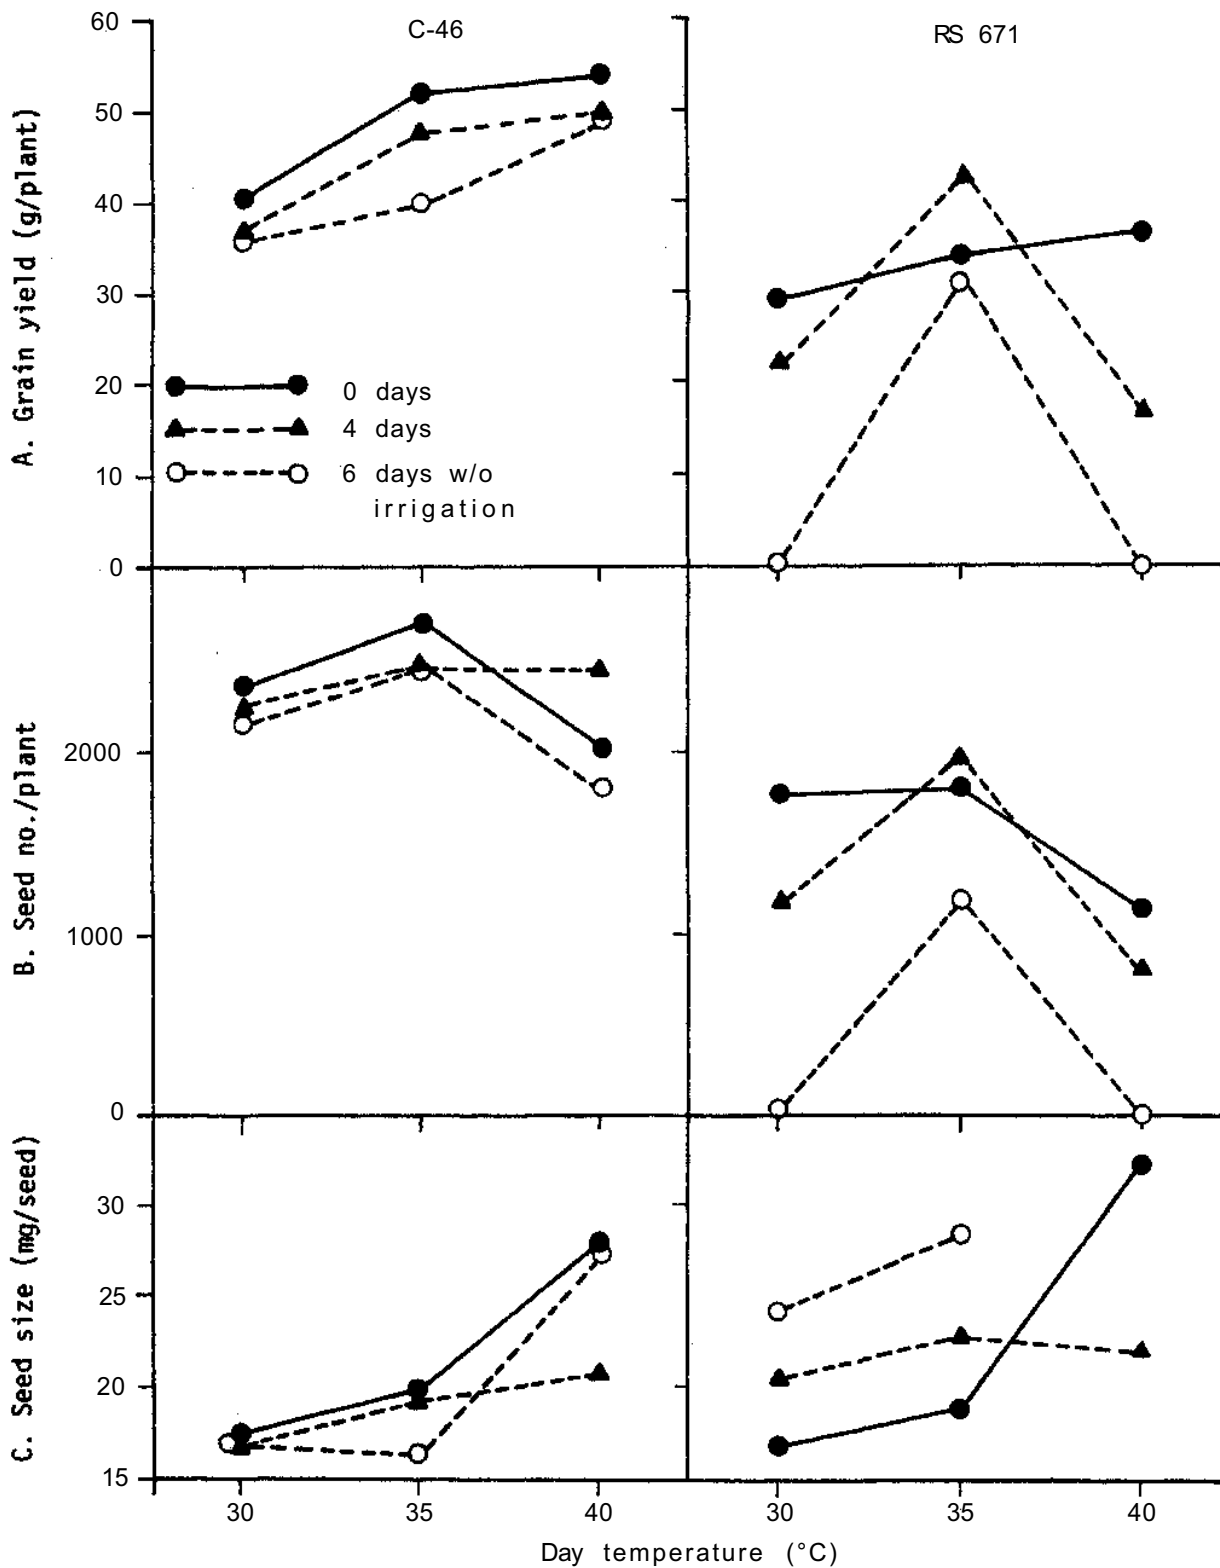 C-46
RS 671
A. Grain yield (g/plant)
60
50
40
30
20
10
0
0 days
4 days
6 days w/o
irrigation
B. Seed no./plant
2000
1000
0
C. Seed size (mg/seed)
30
25
20
15
30 35 40 30 35 40
Day temperature (°C)